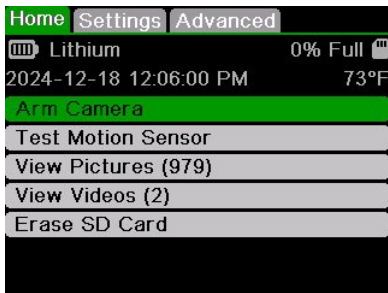 Home Settings Advanced
Lithium 0% Full
2024-12-18 12:06:00 PM 73°F
Arm Camera
Test Motion Sensor
View Pictures (979)
View Videos (2)
Erase SD Card